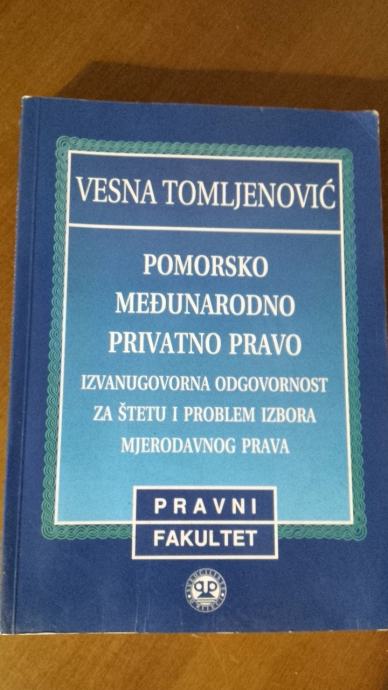 VESNA TOMLJENOVIĆ
POMORSKO
MEĐUNARODNO
PRIVATNO PRAVO
IZVANUGOVORNA ODGOVORNOST
ZA ŠTETU I PROBLEM IZBORA
MJERODAVNOG PRAVA
PRAVNI
FAKULTET